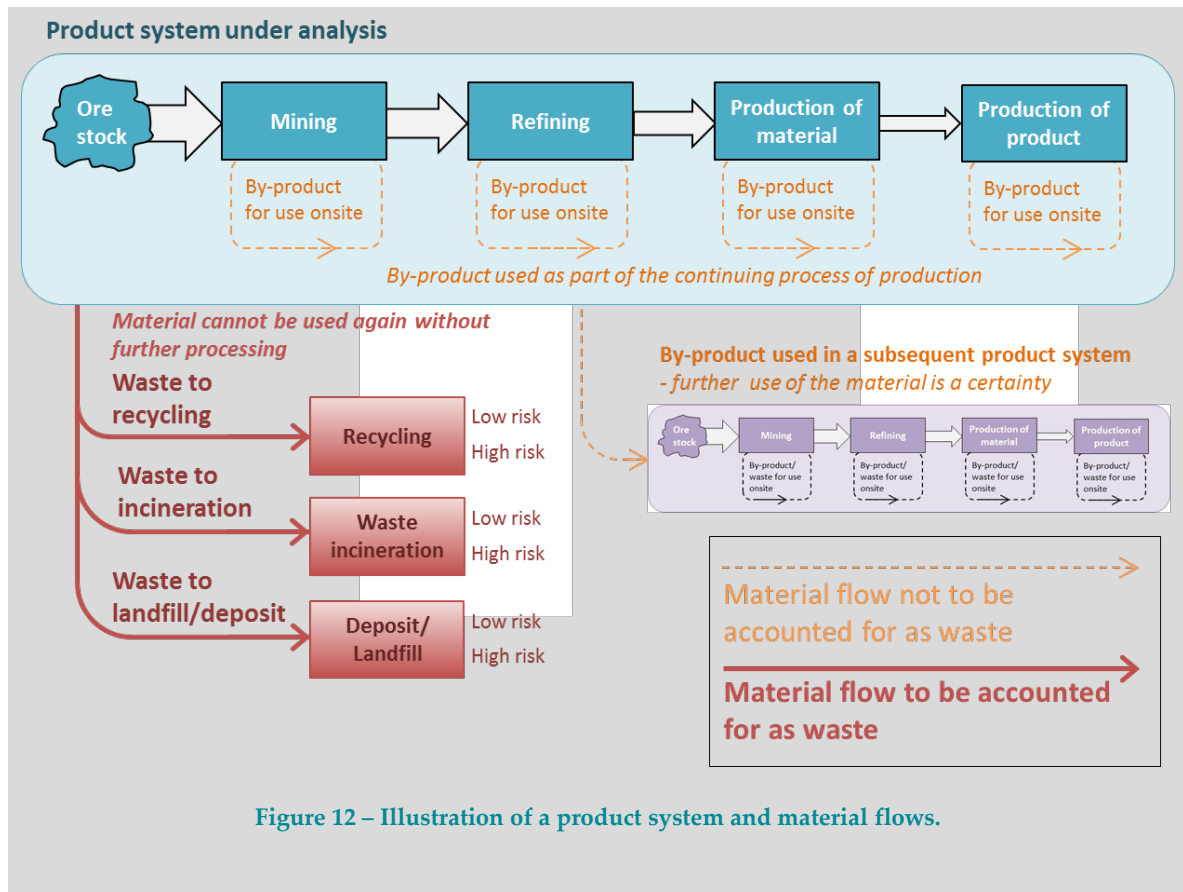 Product system under analysis
Ore
stock
Mining
Refining
Production of
material
Production of
product
By-product
for use onsite
By-product
for use onsite
By-product
for use onsite
By-product
for use onsite
By-product used as part of the continuing process of production
Material cannot be used again without
further processing
Waste to
recycling
Recycling
Low risk
High risk
Waste to
incineration
Waste
incineration
Low risk
High risk
Waste to
landfill/deposit
Deposit/
Landfill
Low risk
High risk
By-product used in a subsequent product system
- further use of the material is a certainty
Ore
stock
Mining
Refining
Production of
material
Production of
product
By-product/
waste for use
onsite
By-product/
waste for use
onsite
By-product/
waste for use
onsite
By-product/
waste for use
onsite
Material flow not to be
accounted for as waste
Material flow to be accounted
for as waste
Figure 12 – Illustration of a product system and material flows.